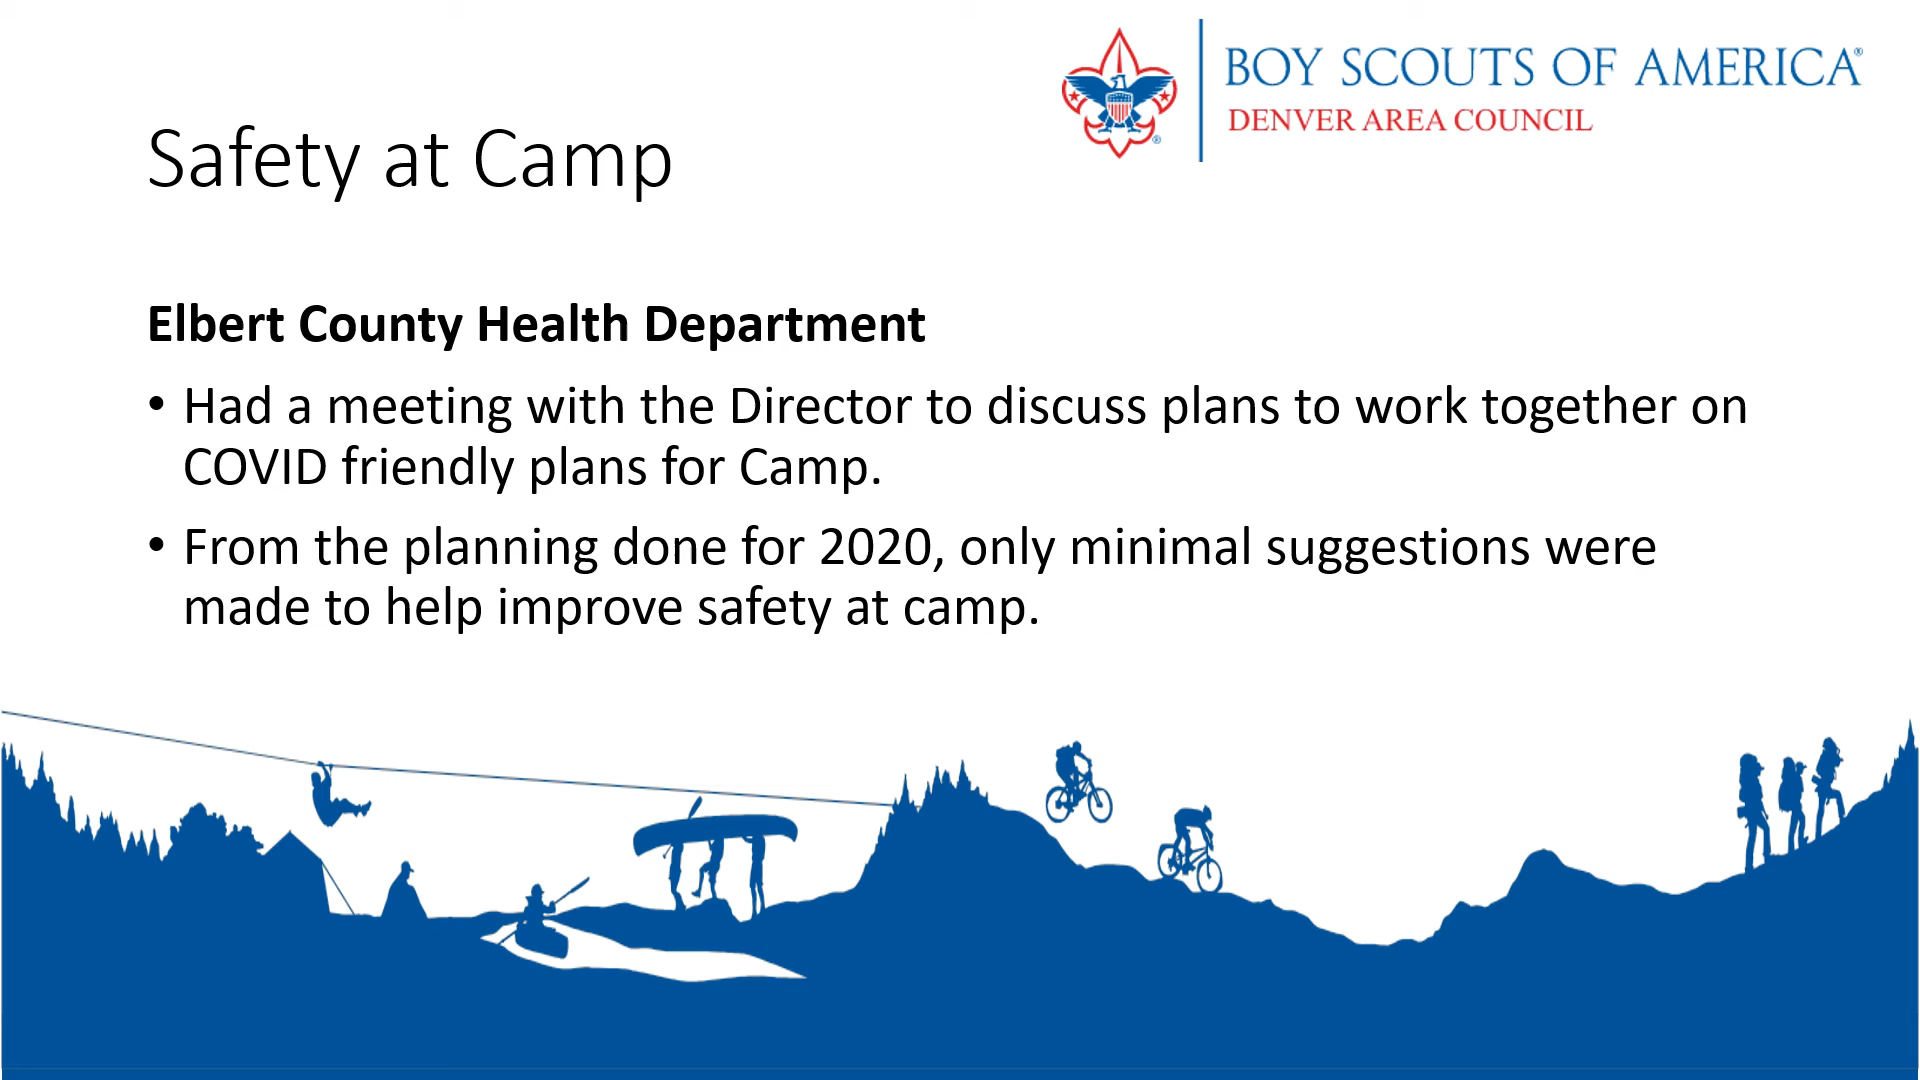 BOY SCOUTS OF AMERICA®
DENVER AREA COUNCIL
Safety at Camp
Elbert County Health Department
• Had a meeting with the Director to discuss plans to work together on
COVID friendly plans for Camp.
• From the planning done for 2020, only minimal suggestions were
made to help improve safety at camp.